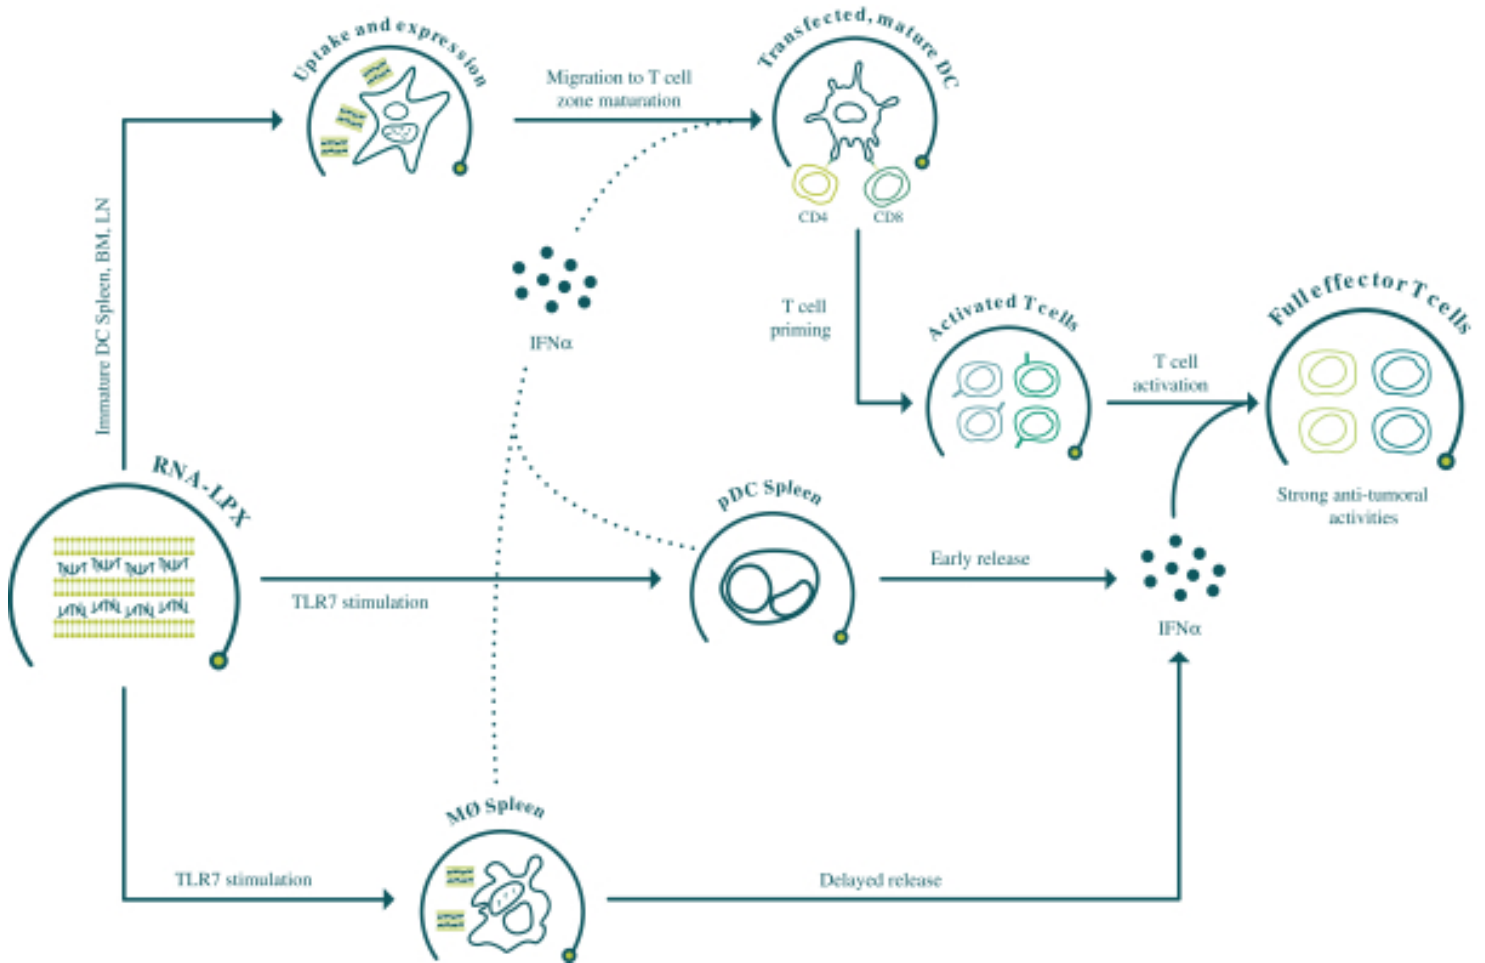 Uptake and expression
Migration to T cell
zone maturation
Transfected, mature DC
CD4
CD8
Immature DC Spleen, BM, LN
IFNα
T cell
priming
Activated T cells
T cell
activation
Full effector T cells
Strong anti-tumoral
activities
RNA-LPX
TLR7 stimulation
pDC Spleen
Early release
IFNα
MØ Spleen
TLR7 stimulation
Delayed release